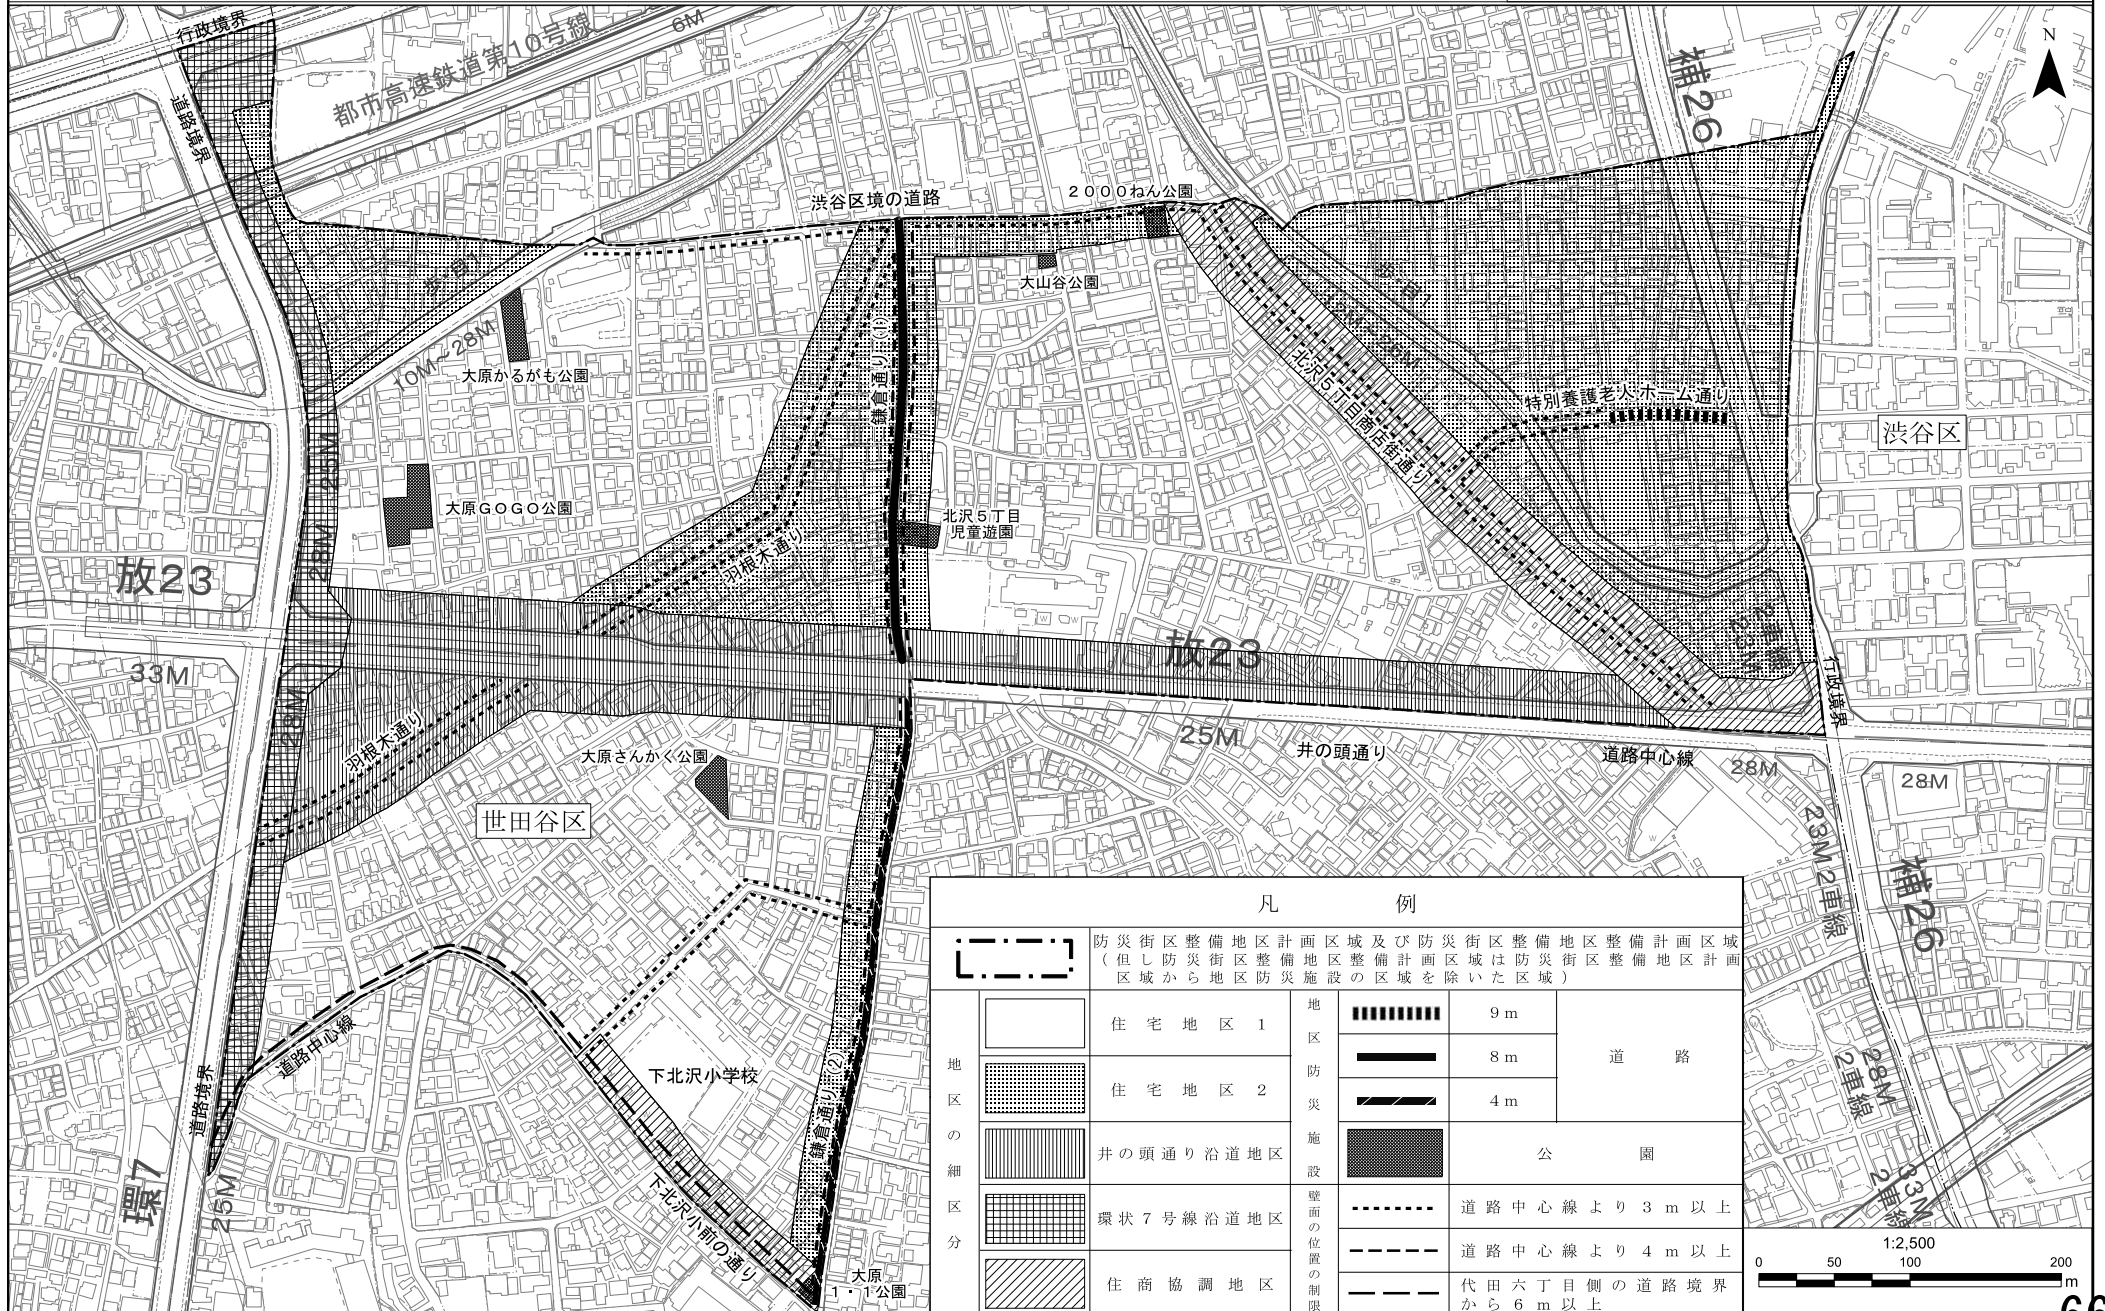 行政境界
都市高速鉄道第10号線
6M
補26
N
道路境界
渋谷区境の道路
2000ねん公園
歩・自1
大山谷公園
歩・自1
10M～28M
大原かるがも公園
鎌倉通り(1)
北沢5丁目商店街通り
特別養護老人ホーム通り
渋谷区
25M
28M
大原GOGO公園
北沢5丁目
児童遊園
羽根木通り
放23
放23
2車線
23M
33M
28M
行政境界
羽根木通り
大原さんかく公園
25M
井の頭通り
道路中心線
28M
28M
世田谷区
23M2車線
補26
道路中心線
下北沢小学校
鎌倉通り(2)
道路境界
環7
25M
下北沢小前の通り
大原
1・1公園
28M
2車線
33M
2車線
凡例
防災街区整備地区計画区域及び防災街区整備地区整備計画区域
(但し防災街区整備地区整備計画区域は防災街区整備地区計画
区域から地区防災施設の区域を除いた区域)
地区の細区分
住宅地区1
住宅地区2
井の頭通り沿道地区
環状7号線沿道地区
住商協調地区
地区防災施設
9m
8m
4m
道路
公園
壁面の位置の制限
道路中心線より3m以上
道路中心線より4m以上
代田六丁目側の道路境界
から6m以上
1:2,500
0 50 100 200
m